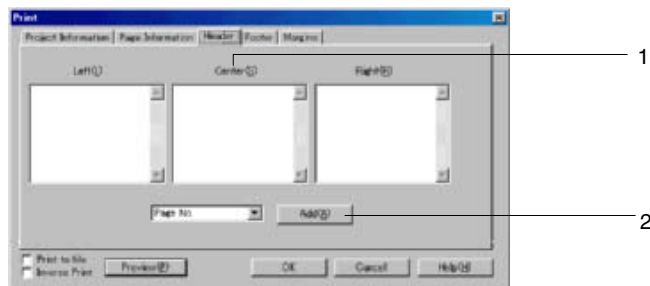 Print
Project Information Page Information Header Footer Margins
1
Left(L) Center(S) Right(R)
Page No. Add(A)
2
Print to file
Inverse Print Preview(P) OK Cancel Help(H)